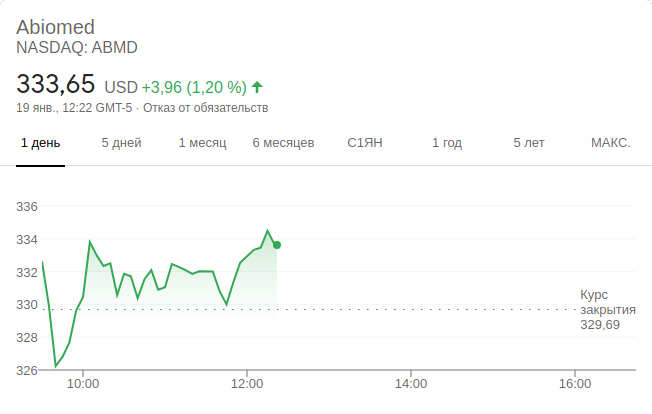 Abiomed
NASDAQ: ABMD
333,65 USD +3,96 (1,20 %)
19 янв., 12:22 GMT-5 · Отказ от обязательств
1 день 5 дней 1 месяц 6 месяцев С1ЯН 1 год 5 лет МАКС.
336
334
332
330
328
326
Курс
закрытия
329,69
10:00 12:00 14:00 16:00